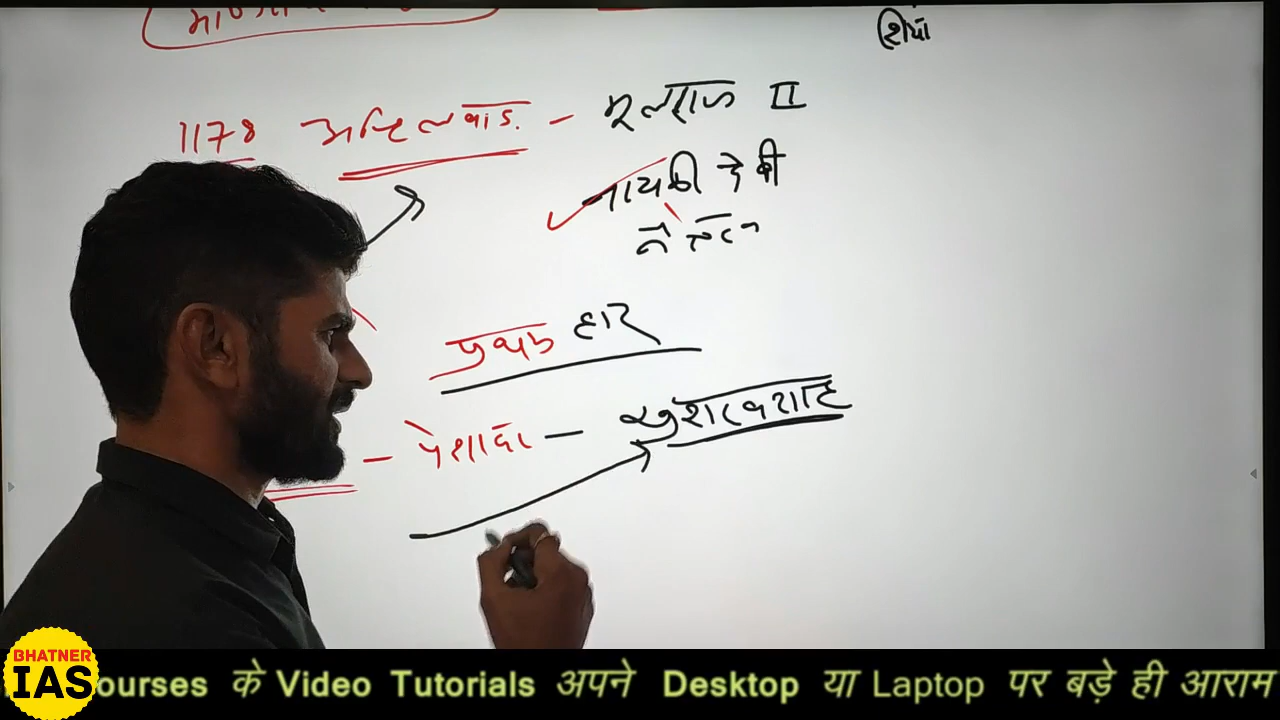 शिया
1178 अन्हिलवाड. - मूलराज II
नायकी देवी
ने
प्रथम हार
- पेशावर - खुशरवशाह
BHATNER
IAS
ourses के Video Tutorials अपने Desktop या Laptop पर बड़े ही आराम